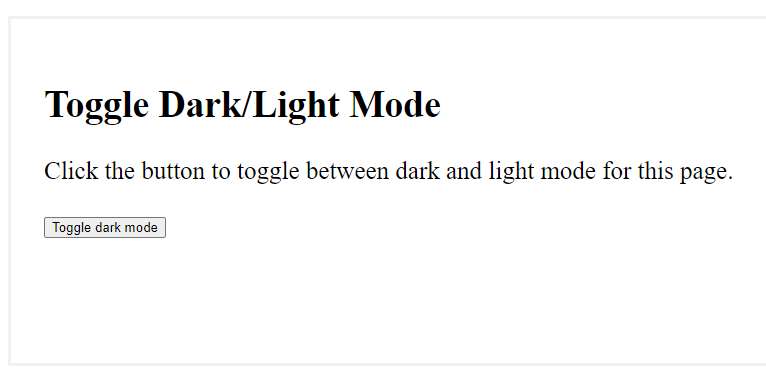 Toggle Dark/Light Mode
Click the button to toggle between dark and light mode for this page.
Toggle dark mode